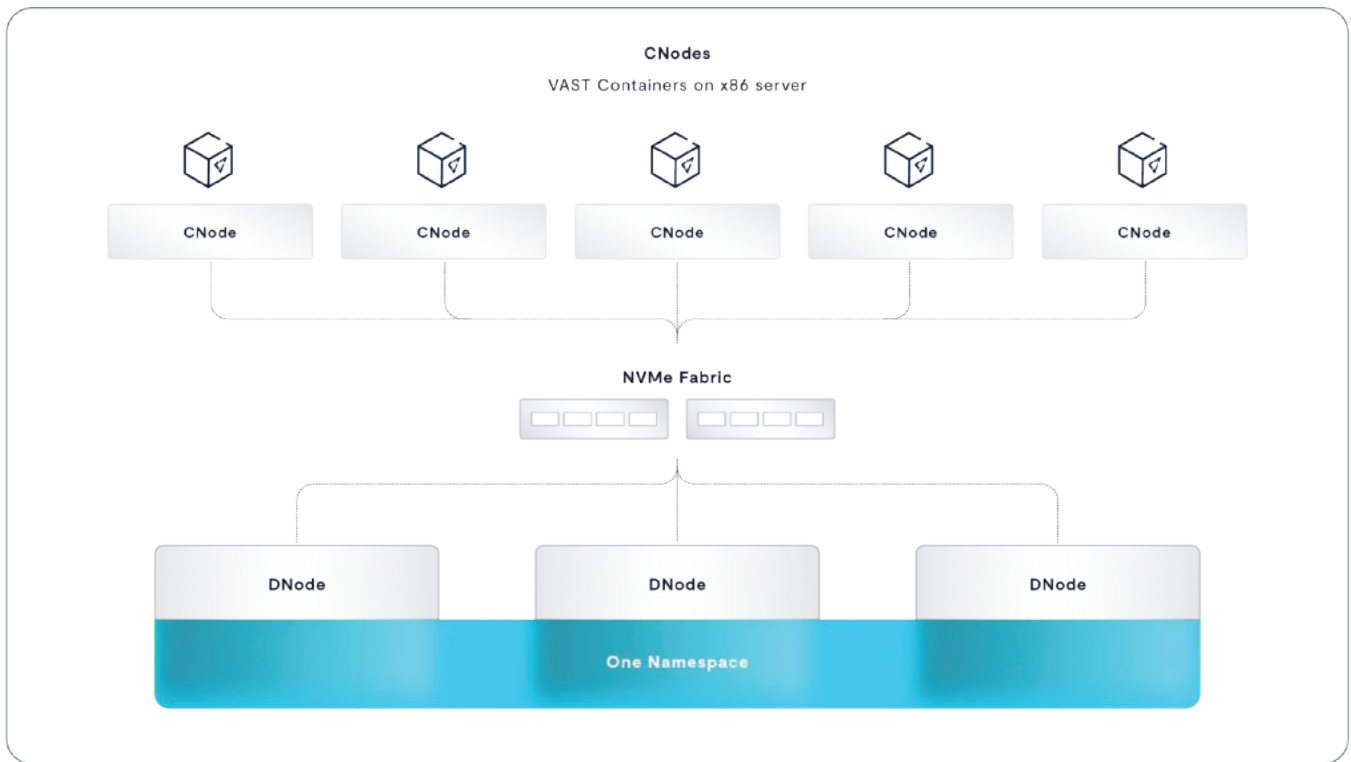 CNodes
VAST Containers on x86 server
CNode
CNode
CNode
CNode
CNode
NVMe Fabric
DNode
DNode
DNode
One Namespace